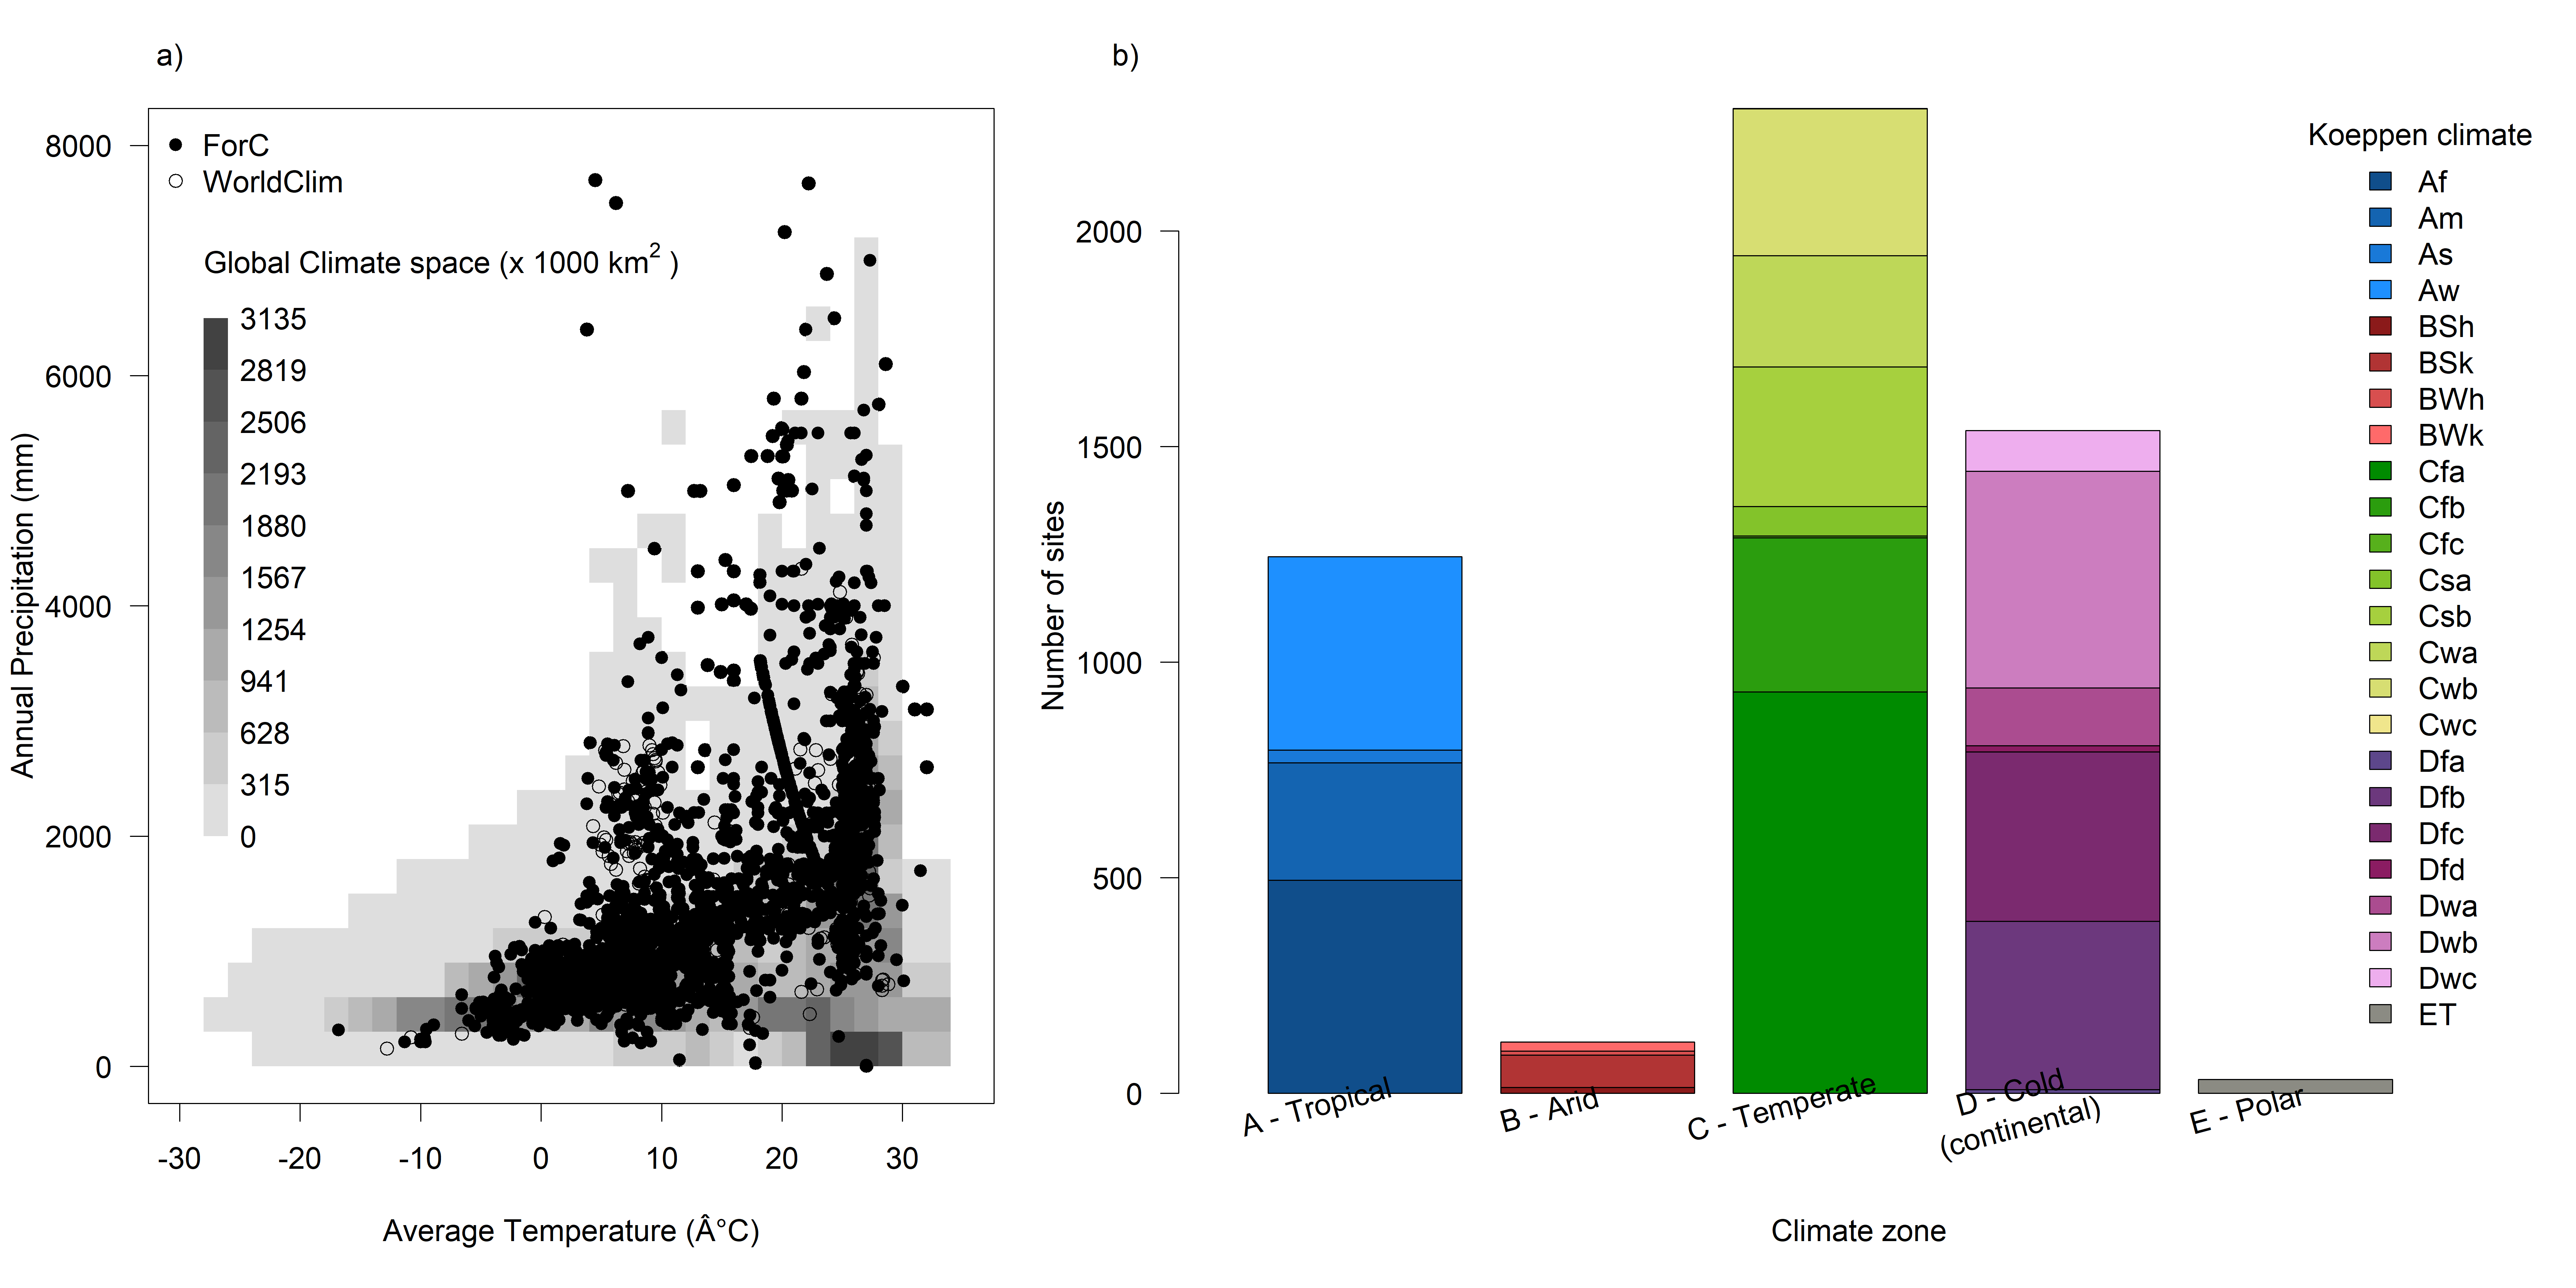 a)
ForC
WorldClim
Global Climate space (x 1000 km2 )
3135
2819
2506
2193
1880
1567
1254
941
628
315
0
8000
6000
4000
2000
0
Annual Precipitation (mm)
-30 -20 -10 0 10 20 30
Average Temperature (Â°C)
b)
2000
1500
1000
500
0
Number of sites
A - Tropical
B - Arid
C - Temperate
D - Cold
(continental)
E - Polar
Climate zone
Koeppen climate
Af
Am
As
Aw
BSh
BSk
BWh
BWk
Cfa
Cfb
Cfc
Csa
Csb
Cwa
Cwb
Cwc
Dfa
Dfb
Dfc
Dfd
Dwa
Dwb
Dwc
ET